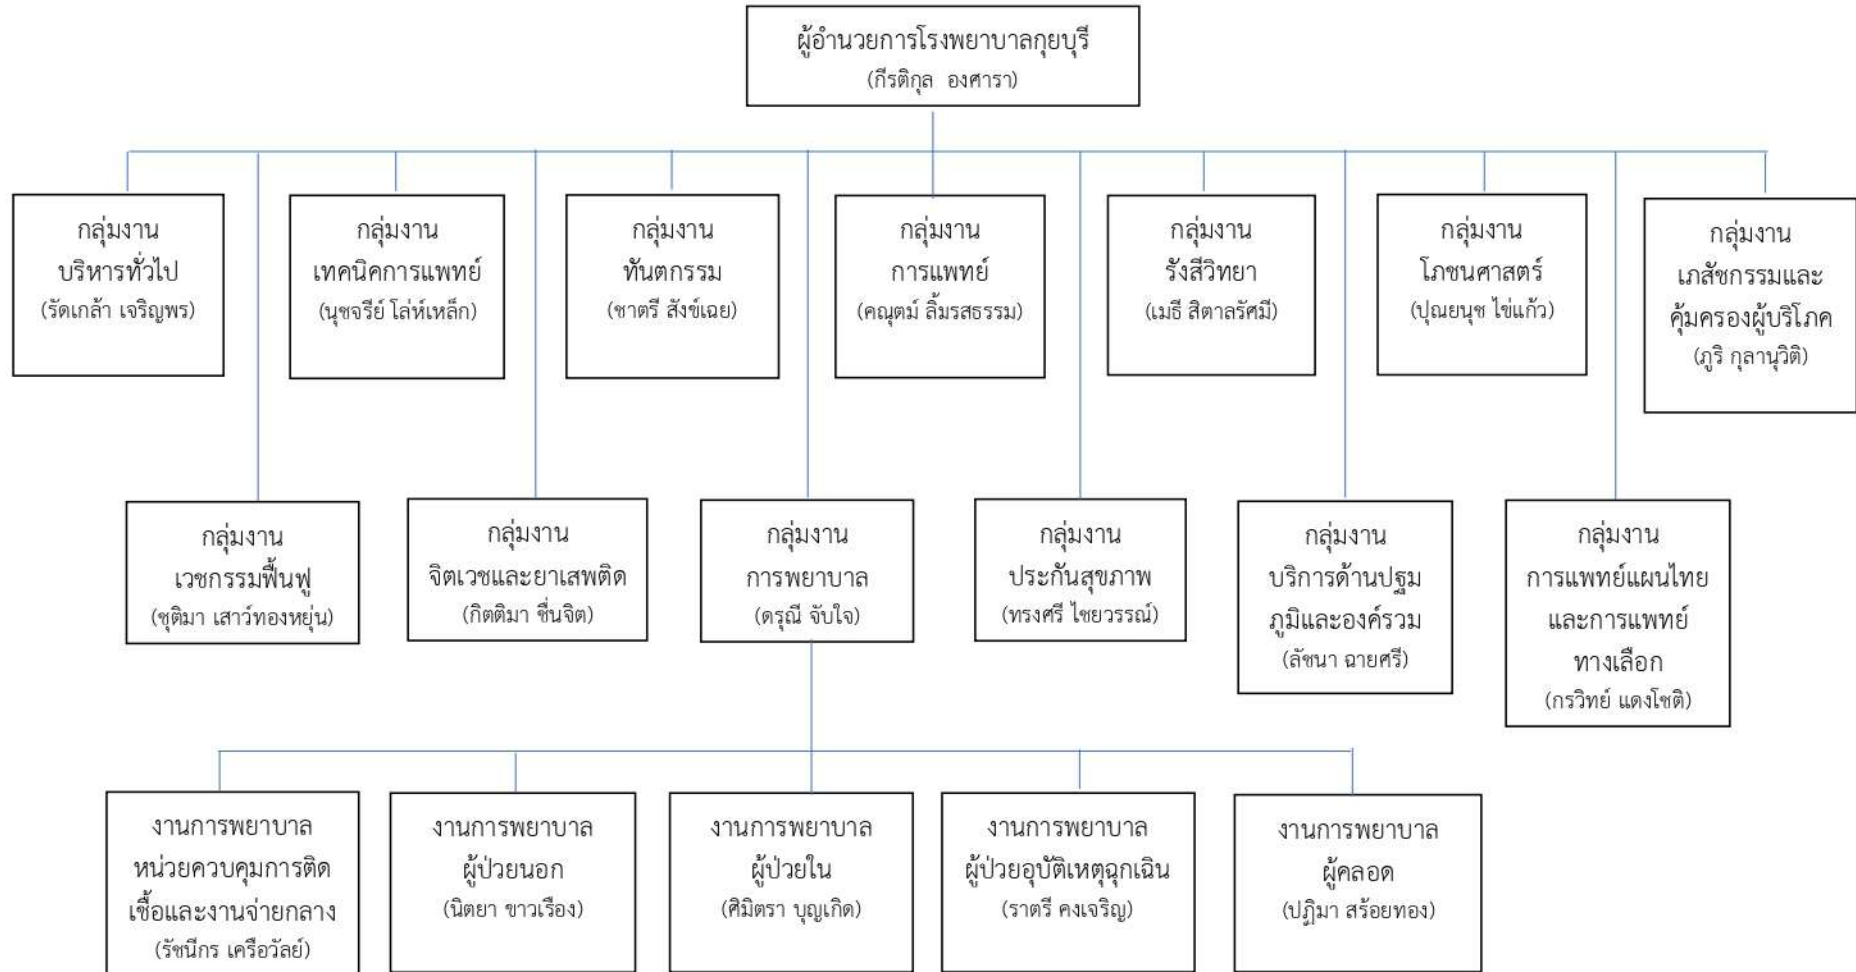 ผู้อำนวยการโรงพยาบาลกุยบุรี
(กีรติกุล องศารา)
กลุ่มงาน
บริหารทั่วไป
(รัดเกล้า เจริญพร)
กลุ่มงาน
เทคนิคการแพทย์
(นุชจรีย์ โล่ห์เหล็ก)
กลุ่มงาน
ทันตกรรม
(ชาตรี สังข์เฉย)
กลุ่มงาน
การแพทย์
(คณุตม์ ลิ้มรสธรรม)
กลุ่มงาน
รังสีวิทยา
(เมธี สิตาลรัศมี)
กลุ่มงาน
โภชนศาสตร์
(ปุณยนุช ไข่แก้ว)
กลุ่มงาน
เภสัชกรรมและ
คุ้มครองผู้บริโภค
(ภูริ กุลานุวิติ)
กลุ่มงาน
เวชกรรมฟื้นฟู
(ชุติมา เสาว์ทองหยุ่น)
กลุ่มงาน
จิตเวชและยาเสพติด
(กิตติมา ชื่นจิต)
กลุ่มงาน
การพยาบาล
(ดรุณี จับใจ)
กลุ่มงาน
ประกันสุขภาพ
(ทรงศรี ไชยวรรณ์)
กลุ่มงาน
บริการด้านปฐม
ภูมิและองค์รวม
(ลัชนา ฉายศรี)
กลุ่มงาน
การแพทย์แผนไทย
และการแพทย์
ทางเลือก
(กรวิทย์ แดงโชติ)
งานการพยาบาล
หน่วยควบคุมการติด
เชื้อและงานจ่ายกลาง
(รัชนีกร เครือวัลย์)
งานการพยาบาล
ผู้ป่วยนอก
(นิตยา ขาวเรือง)
งานการพยาบาล
ผู้ป่วยใน
(ศิมิตรา บุญเกิด)
งานการพยาบาล
ผู้ป่วยอุบัติเหตุฉุกเฉิน
(ราตรี คงเจริญ)
งานการพยาบาล
ผู้คลอด
(ปฏิมา สร้อยทอง)